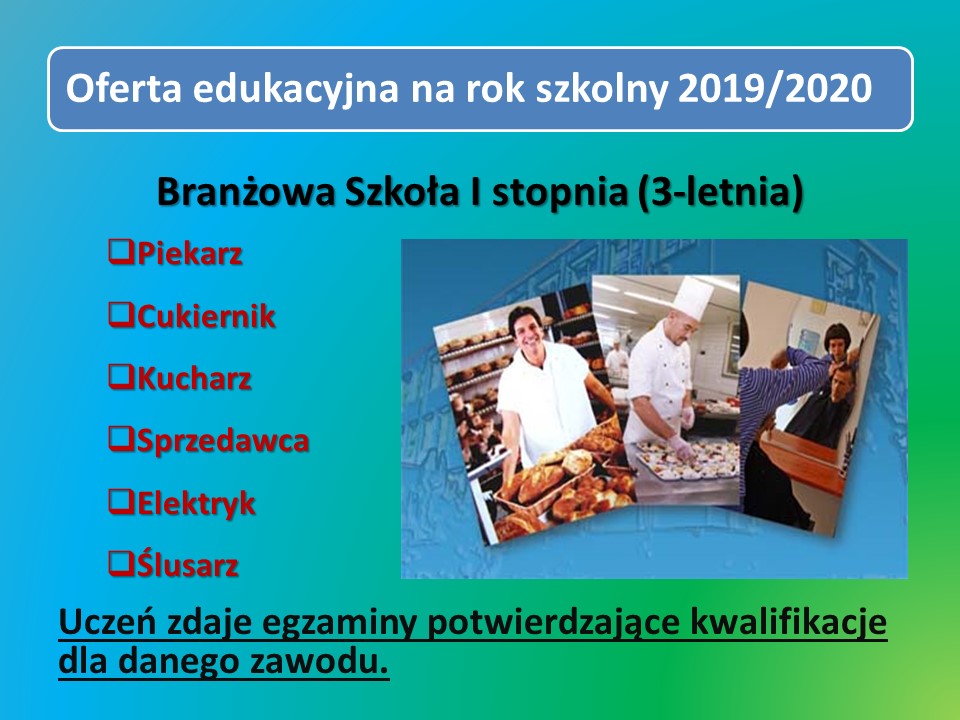 Oferta edukacyjna na rok szkolny 2019/2020
Branżowa Szkoła I stopnia (3-letnia)
❑Piekarz
❑Cukiernik
❑Kucharz
❑Sprzedawca
❑Elektryk
❑Ślusarz
Uczeń zdaje egzaminy potwierdzające kwalifikacje
dla danego zawodu.